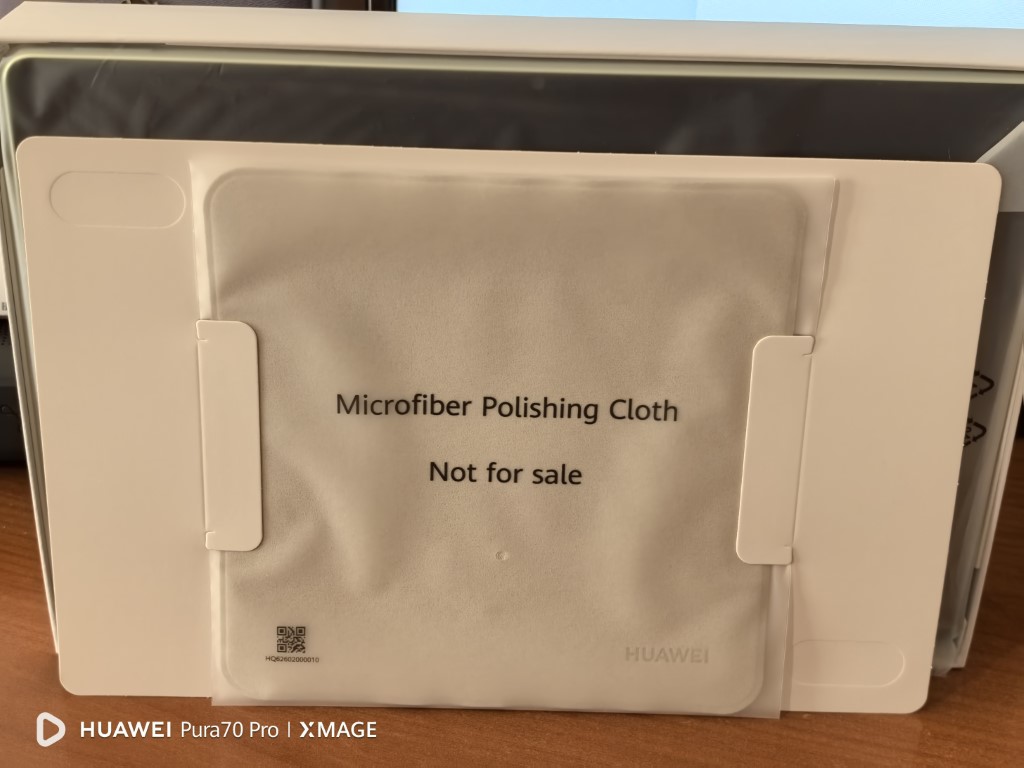 Microfiber Polishing Cloth
Not for sale
HQ62602000010
HUAWEI
HUAWEI Pura70 Pro | XMAGE